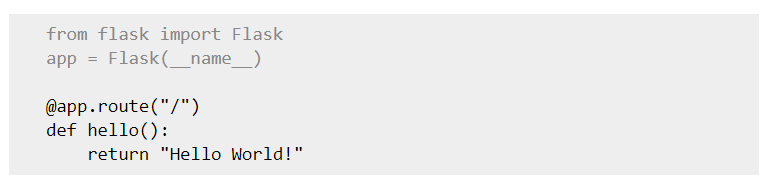 from flask import Flask
app = Flask(__name__)
@app.route("/")
def hello():
    return "Hello World!"